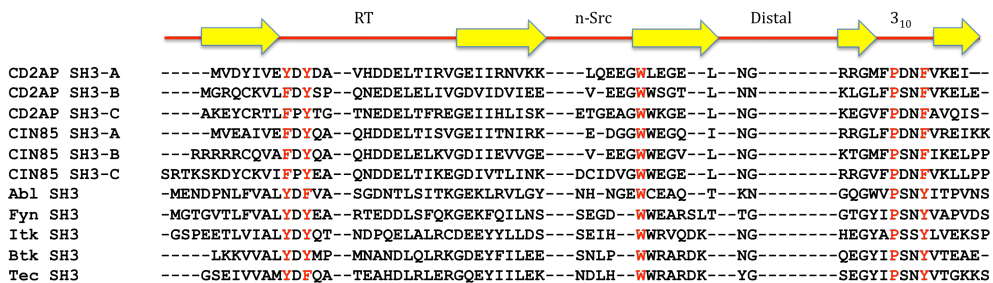 RT n-Src Distal 3₁₀
CD2AP SH3-A -----MVDYIVEYDYDA--VHDDELTIRVGEIIRNVKK----LQEEGWLEGE--L--NG--------RRGMFPDNFVKEI---
CD2AP SH3-B ----MGRQCKVLFDYSP--QNEDELELIVGDVIDVIEE----V-EEGWWSGT--L--NN--------KLGLFPSNFVKELE-
CD2AP SH3-C ----AKEYCRTLFPYTG--TNEDELTFREGEIIHLISK---ETGEAGWWKGE--L--NG--------KEGVFPDNFAVQIS-
CIN85 SH3-A -----MVEAIVEFDYQA--QHDDELTISVGEIITNIRK----E-DGGWWEGQ--I--NG--------RRGLFPDNFVREIKK
CIN85 SH3-B ---RRRRRCQVAFDYQA--QNDDELELKVGDIIEVVGE----V-EEGWWEGV--L--NG--------KTGMFPSNFIKELPP
CIN85 SH3-C SRTKSKDYCKVIFPYEA--QNDDELTIKEGDIVTLINK---DCIDVGWWEGE--L--NG--------RRGVFPDNFVKLLPP
Abl SH3 -MENDPNLFVALYDFVA--SGDNTLSITKGEKLRVLGY---NH-NGEWCEAQ--T--KN--------GQGWVPSNYITPVNS
Fyn SH3 -MGTGVTLFVALYDYEA--RTEDDLSFQKGEKFQILNS---SEGD--WWEARSLT--TG--------GTGYIPSNYVAPVDS
Itk SH3 -GSPEETLVIALYDYQT--NDPQELALRCDEEYYLLDS---SEIH--WWRVQDK---NG--------HEGYAPSSYLVEKSP
Btk SH3 -----LKKVVALYDYMP--MNANDLQLRKGDEYFILEE---SNLP--WWRARDK---NG--------QEGYIPSNYVTEAE-
Tec SH3 ----GSEIVVAMYDFQA--TEAHDLRLERGQEYIILEK---NDLH--WWRARDK---YG--------SEGYIPSNYVTGKKS